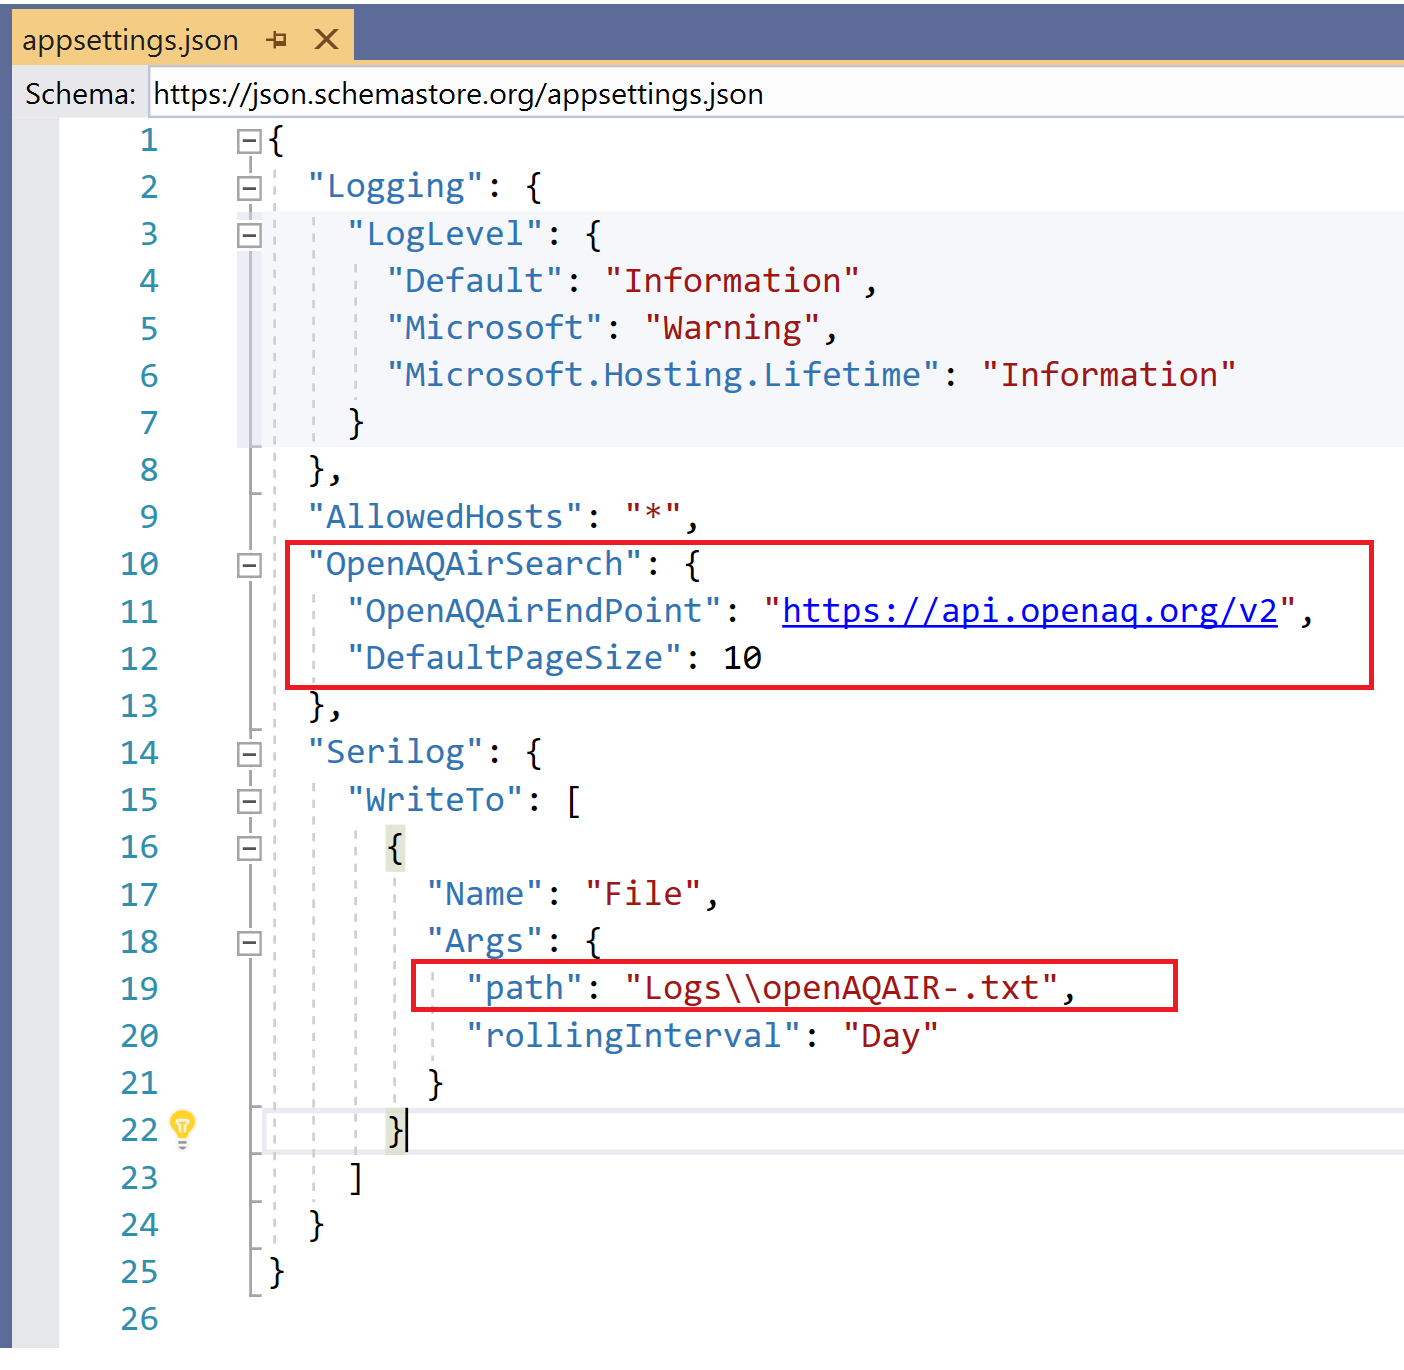 appsettings.json
Schema: https://json.schemastore.org/appsettings.json
1 {
2 "Logging": {
3 "LogLevel": {
4 "Default": "Information",
5 "Microsoft": "Warning",
6 "Microsoft.Hosting.Lifetime": "Information"
7 }
8 },
9 "AllowedHosts": "*",
10 "OpenAQAirSearch": {
11 "OpenAQAirEndPoint": "https://api.openaq.org/v2",
12 "DefaultPageSize": 10
13 },
14 "Serilog": {
15 "WriteTo": [
16 {
17 "Name": "File",
18 "Args": {
19 "path": "Logs\\openAQAIR-.txt",
20 "rollingInterval": "Day"
21 }
22 }
23 ]
24 }
25 }
26